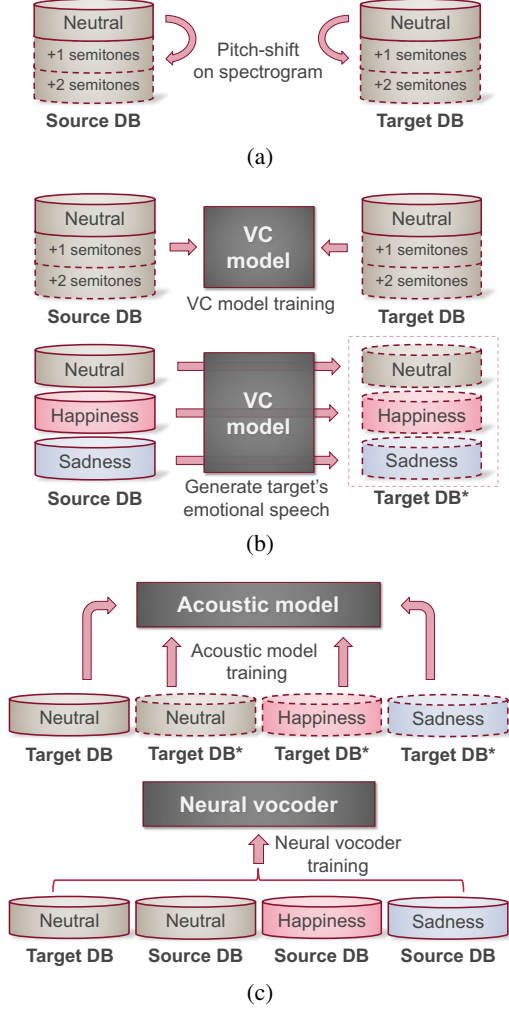 Neutral
+1 semitones
+2 semitones
Source DB
Pitch-shift
on spectrogram
Neutral
+1 semitones
+2 semitones
Target DB
(a)
Neutral
+1 semitones
+2 semitones
Source DB
VC
model
VC model training
Neutral
+1 semitones
+2 semitones
Target DB
Neutral
Happiness
Sadness
Source DB
VC
model
Generate target's
emotional speech
Neutral
Happiness
Sadness
Target DB*
(b)
Acoustic model
Acoustic model
training
Neutral
Neutral
Happiness
Sadness
Target DB
Target DB*
Target DB*
Target DB*
Neural vocoder
Neural vocoder
training
Neutral
Neutral
Happiness
Sadness
Target DB
Source DB
Source DB
Source DB
(c)